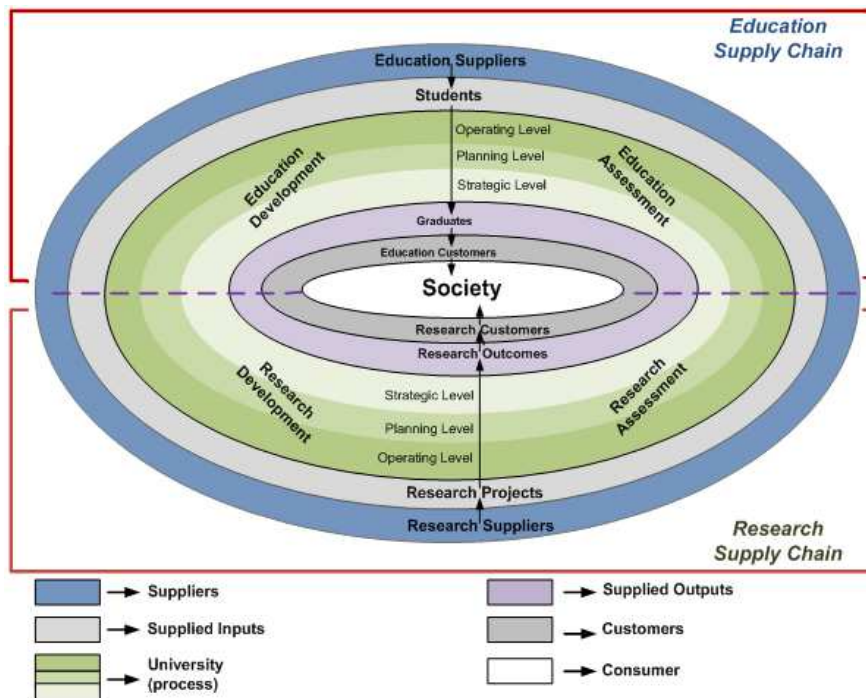 Education
Supply Chain
Education Suppliers
Students
Operating Level
Planning Level
Strategic Level
Education
Development
Education
Assessment
Graduates
Education Customers
Society
Research Customers
Research Outcomes
Research
Development
Research
Assessment
Strategic Level
Planning Level
Operating Level
Research Projects
Research Suppliers
Research
Supply Chain
Suppliers
Supplied Inputs
University
(process)
Supplied Outputs
Customers
Consumer